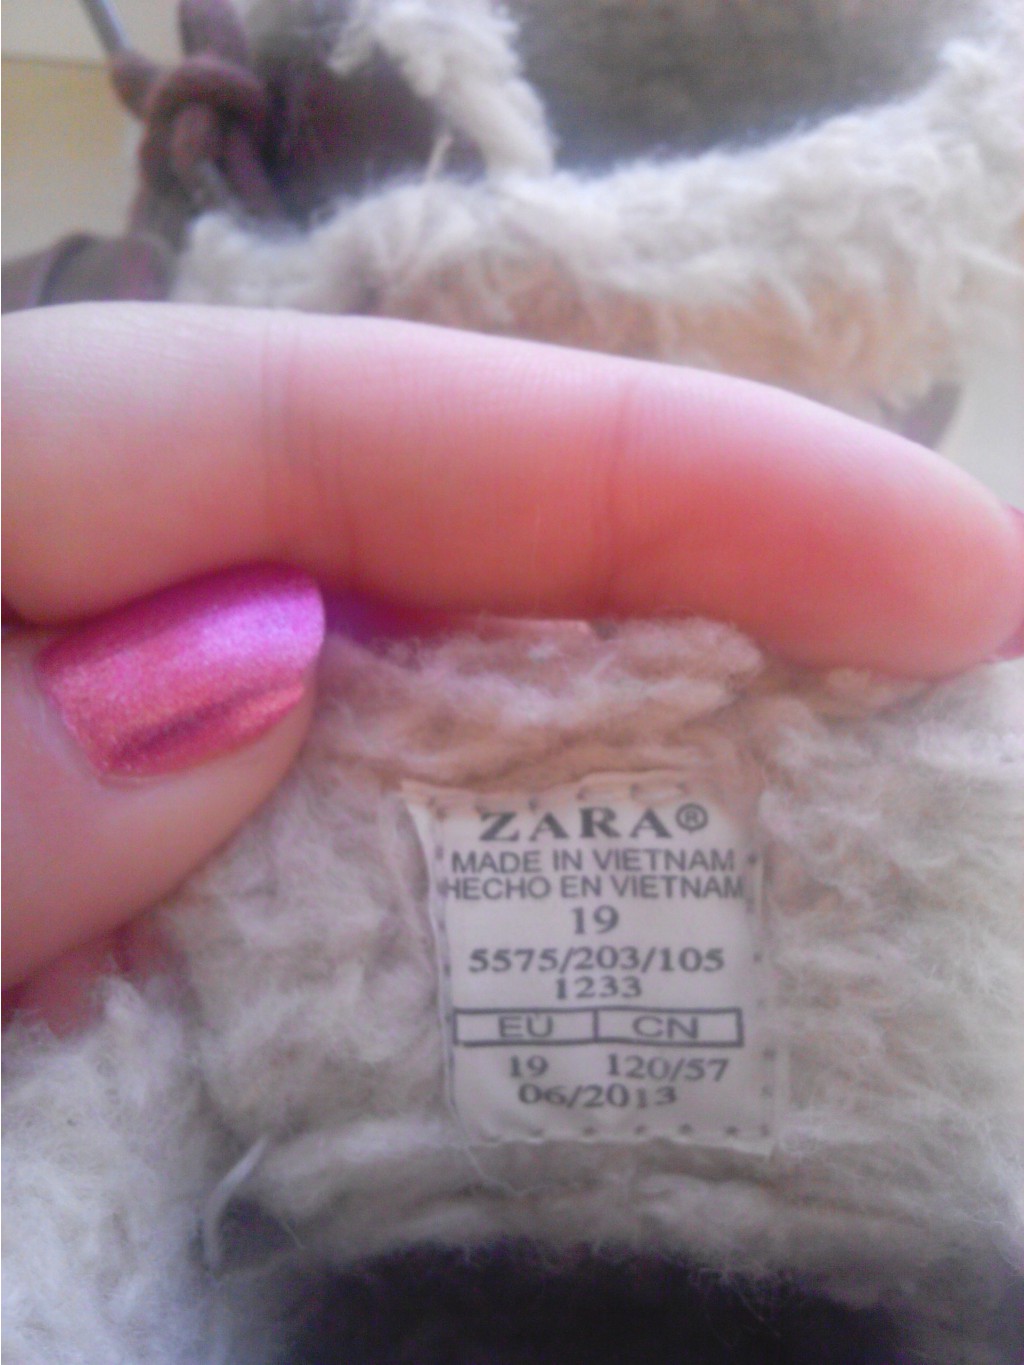 ZARA®
MADE IN VIETNAM
HECHO EN VIETNAM
19
5575/203/105
1233
EU CN
19 120/57
06/2013